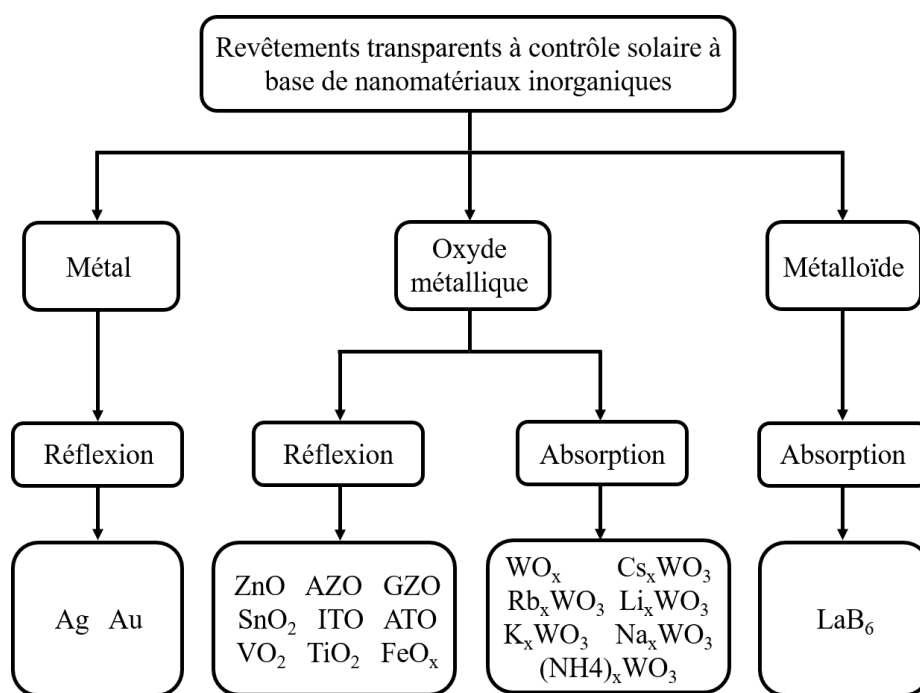 Revêtements transparents à contrôle solaire à
base de nanomatériaux inorganiques
Métal
Oxyde
métallique
Métalloïde
Réflexion
Réflexion
Absorption
Absorption
Ag Au
ZnO AZO GZO
SnO₂ ITO ATO
VO₂ TiO₂ FeOₓ
WOₓ CsₓWO₃
RbₓWO₃ LiₓWO₃
KₓWO₃ NaₓWO₃
(NH4)ₓWO₃
LaB₆